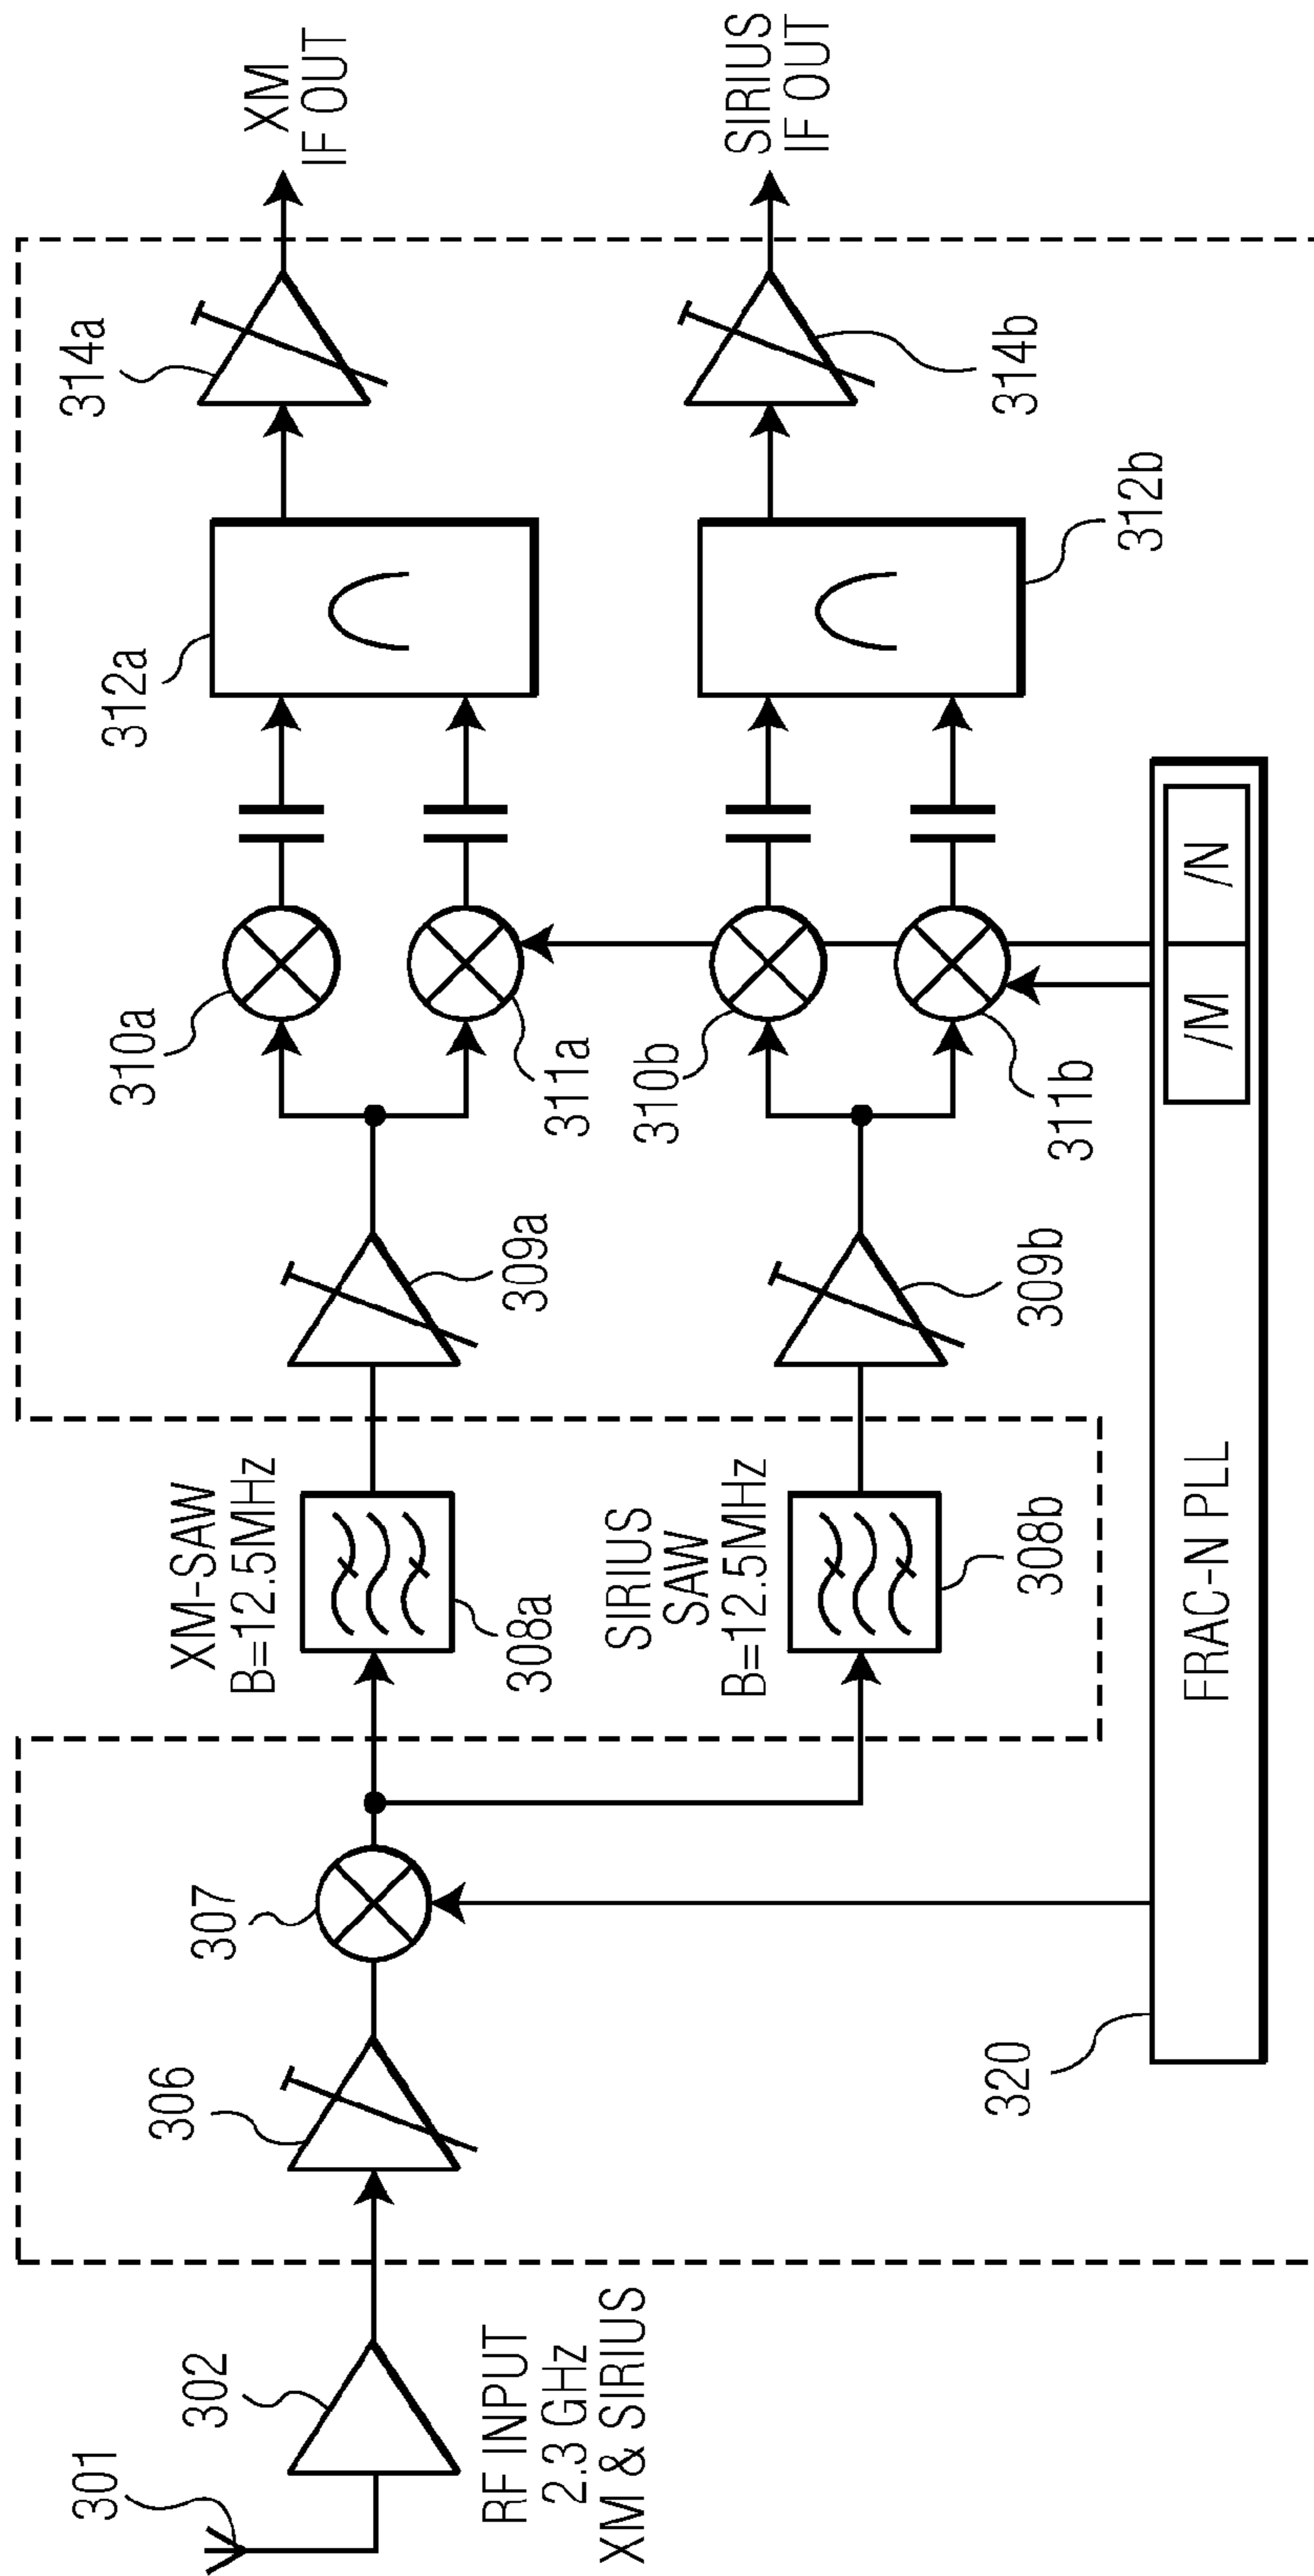 301
302
RF INPUT
2.3 GHz
XM & SIRIUS
306
307
XM-SAW
B=12.5MHz
308a
SIRIUS
SAW
B=12.5MHz
308b
309a
309b
310a
311a
310b
311b
312a
312b
314a
314b
XM
IF OUT
SIRIUS
IF OUT
320
FRAC-N PLL
/M
/N